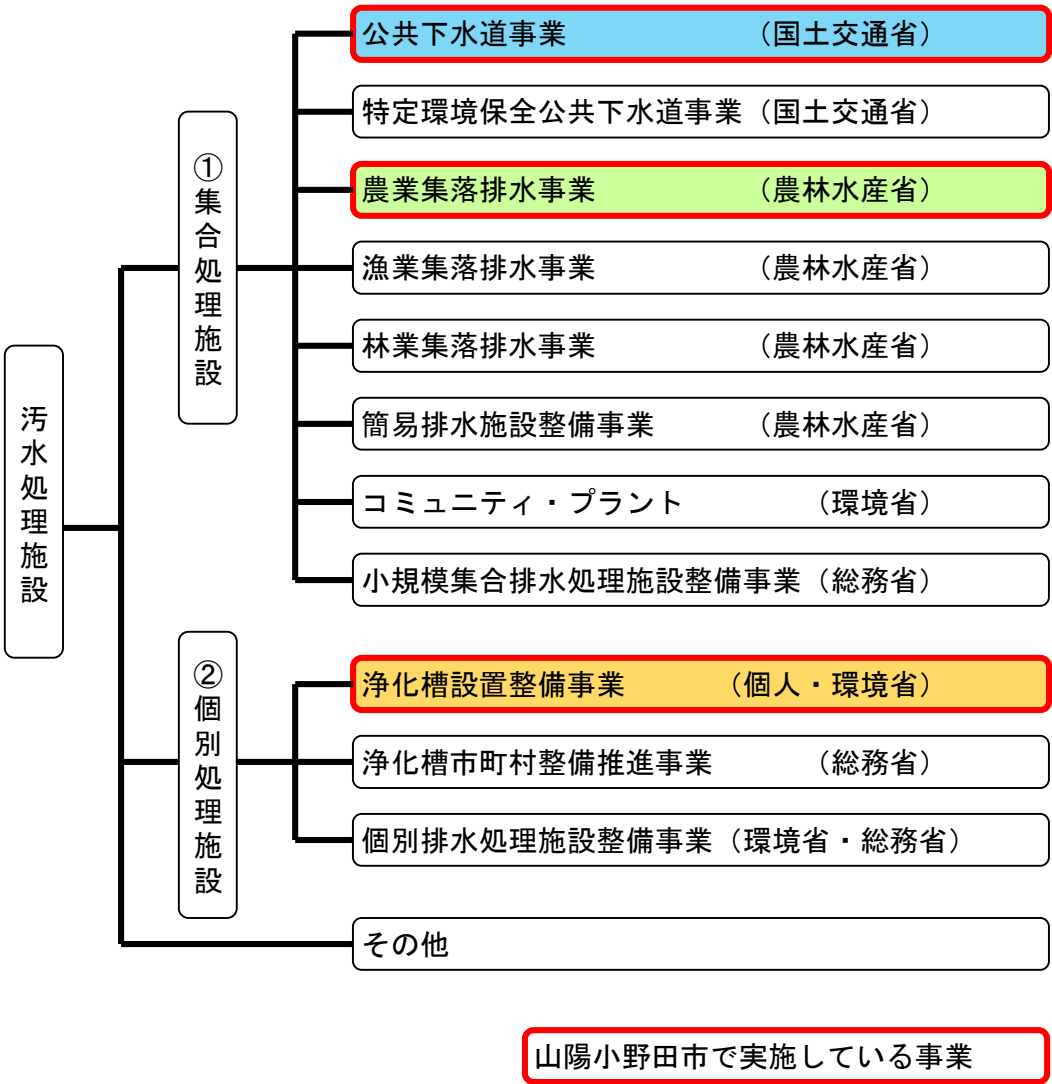 汚水処理施設
①集合処理施設
公共下水道事業（国土交通省）
特定環境保全公共下水道事業（国土交通省）
農業集落排水事業（農林水産省）
漁業集落排水事業（農林水産省）
林業集落排水事業（農林水産省）
簡易排水施設整備事業（農林水産省）
コミュニティ・プラント（環境省）
小規模集合排水処理施設整備事業（総務省）
②個別処理施設
浄化槽設置整備事業（個人・環境省）
浄化槽市町村整備推進事業（総務省）
個別排水処理施設整備事業（環境省・総務省）
その他
山陽小野田市で実施している事業